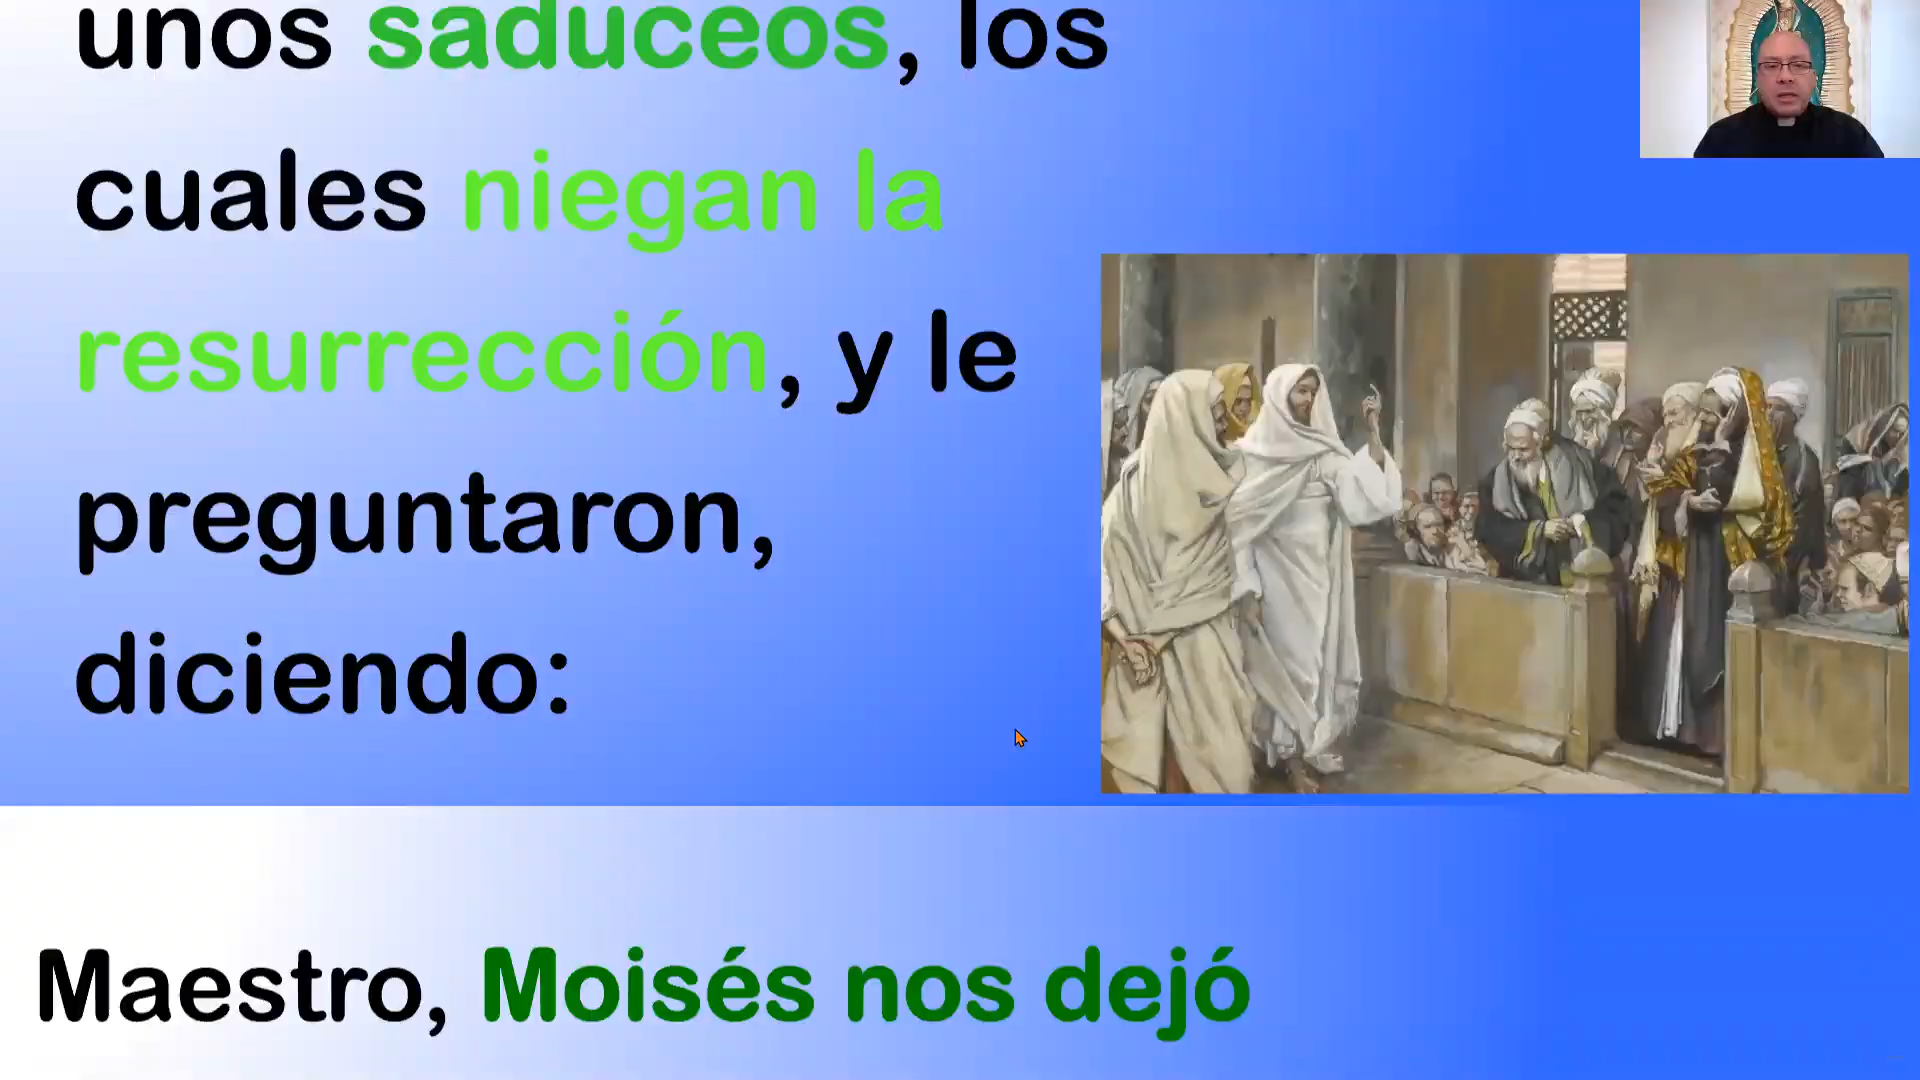 unos saduceos, los
cuales niegan la
resurrección, y le
preguntaron,
diciendo:
Maestro, Moisés nos dejó